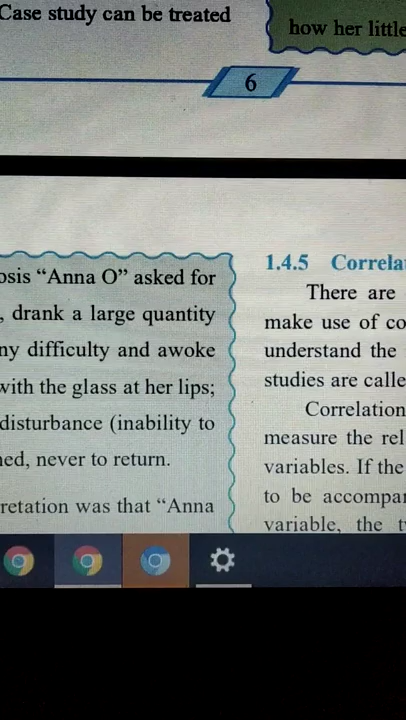 Case study can be treated
how her little
6
osis “Anna O” asked for
, drank a large quantity
ny difficulty and awoke
with the glass at her lips;
disturbance (inability to
ned, never to return.
retation was that “Anna
1.4.5 Correla
There are
make use of co
understand the
studies are calle
Correlation
measure the rel
variables. If the
to be accompan
variable, the t